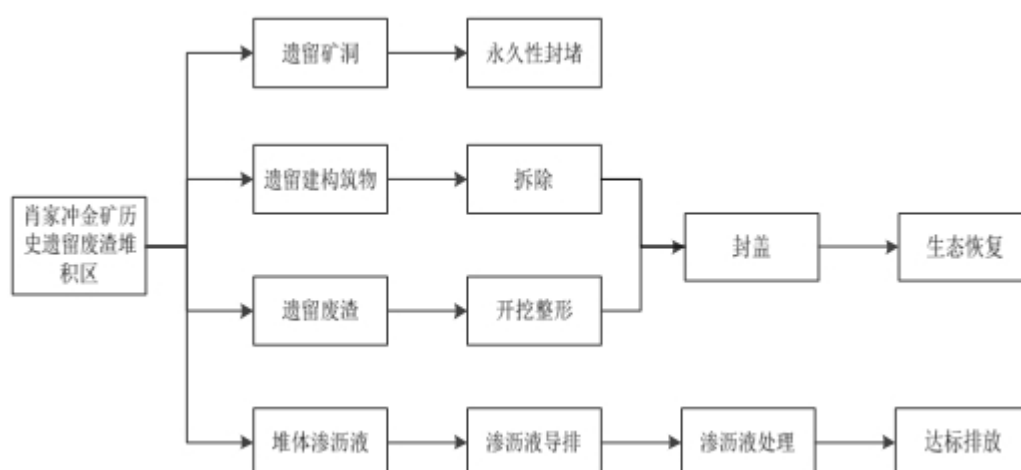 遗留矿洞
永久性封堵
遗留建构筑物
拆除
肖家冲金矿历
史遗留废渣堆
积区
封盖
生态恢复
遗留废渣
开挖整形
堆体渗沥液
渗沥液导排
渗沥液处理
达标排放